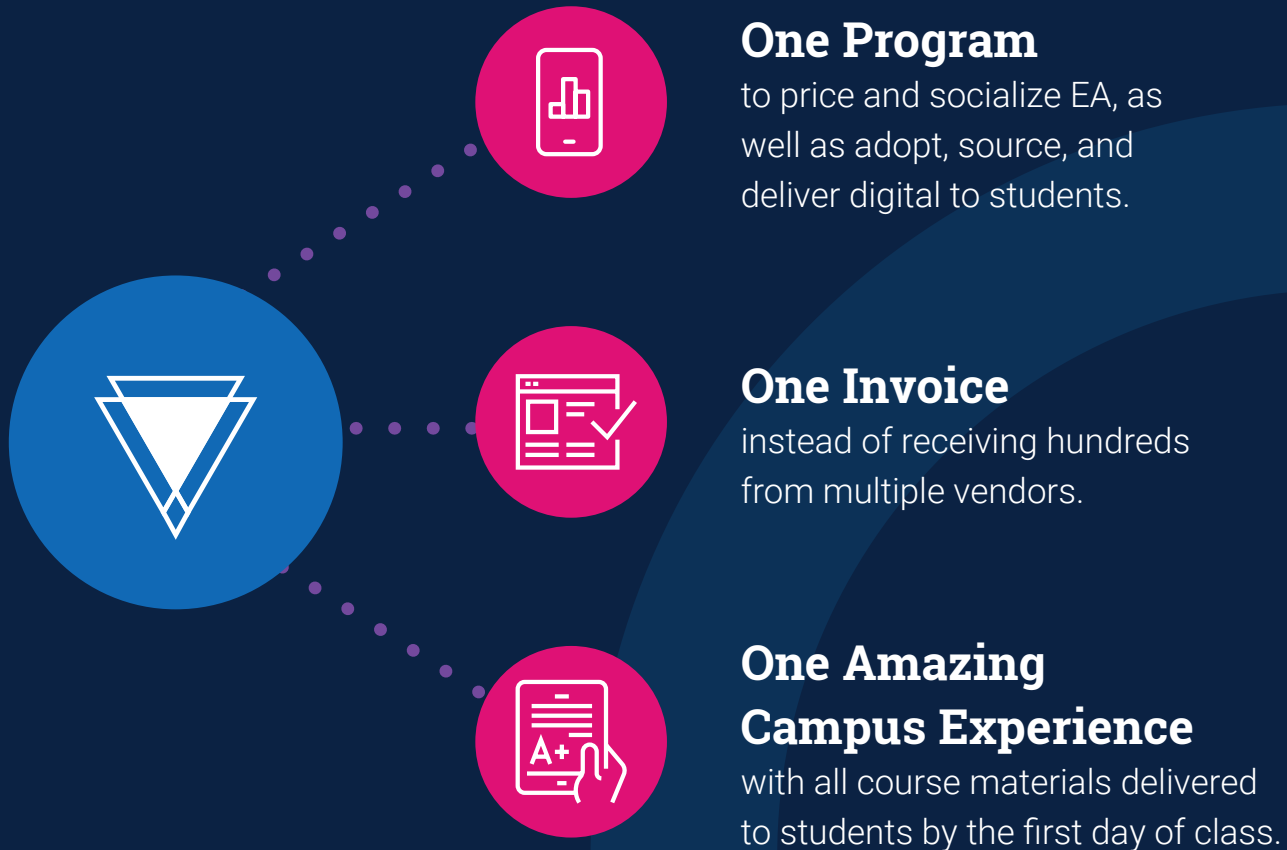 One Program
to price and socialize EA, as
well as adopt, source, and
deliver digital to students.
One Invoice
instead of receiving hundreds
from multiple vendors.
A+
One Amazing
Campus Experience
with all course materials delivered
to students by the first day of class.